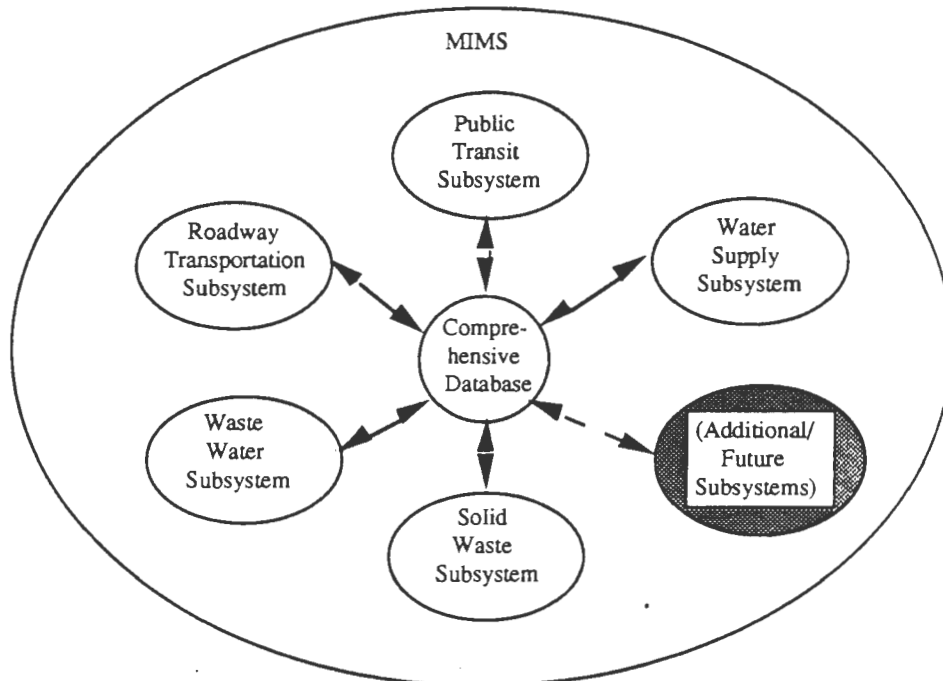 MIMS
Public
Transit
Subsystem
Roadway
Transportation
Subsystem
Water
Supply
Subsystem
Compre-
hensive
Database
Waste
Water
Subsystem
(Additional/
Future
Subsystems)
Solid
Waste
Subsystem